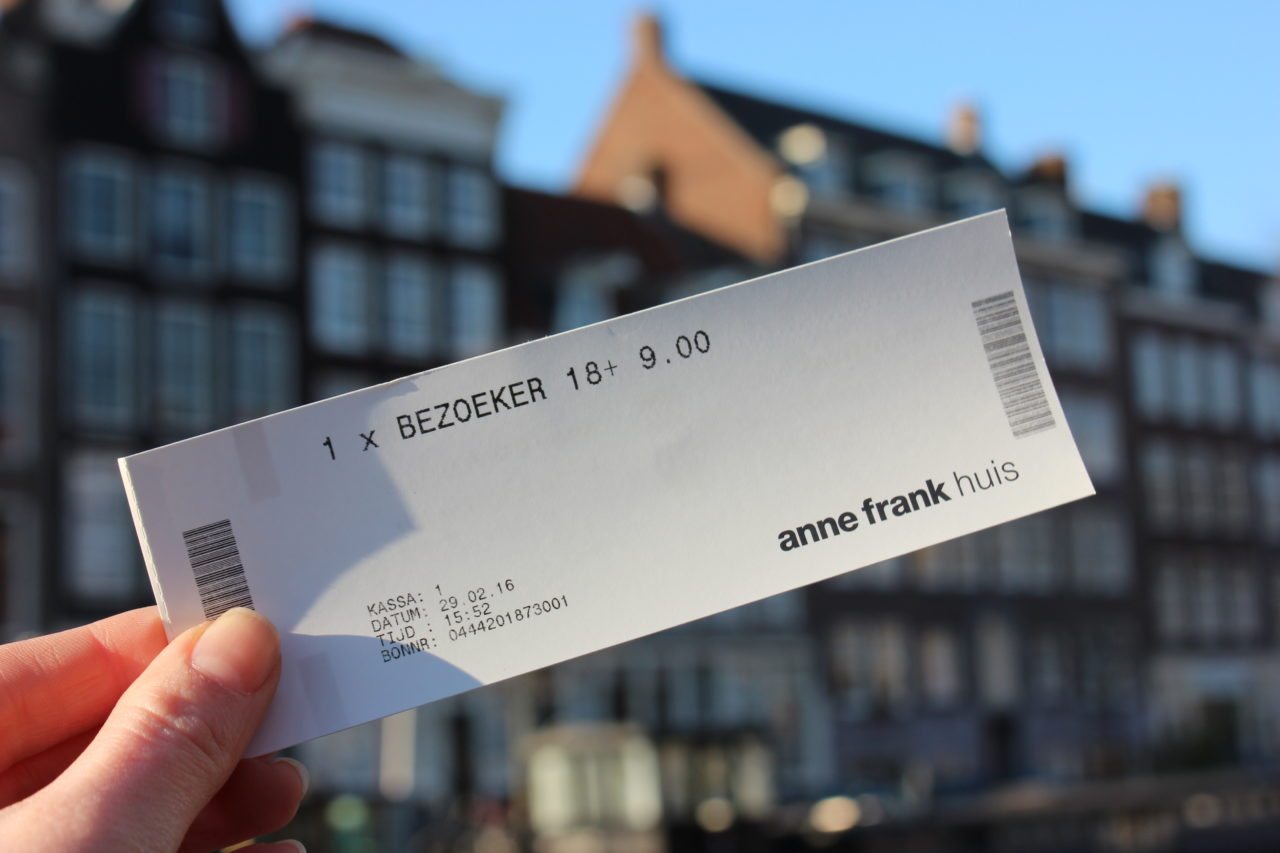 1 x BEZOEKER 18+ 9.00
anne frank huis
KASSA: 1
DATUM: 29.02.16
TIJD : 15:52
BONNR: 0444201873001